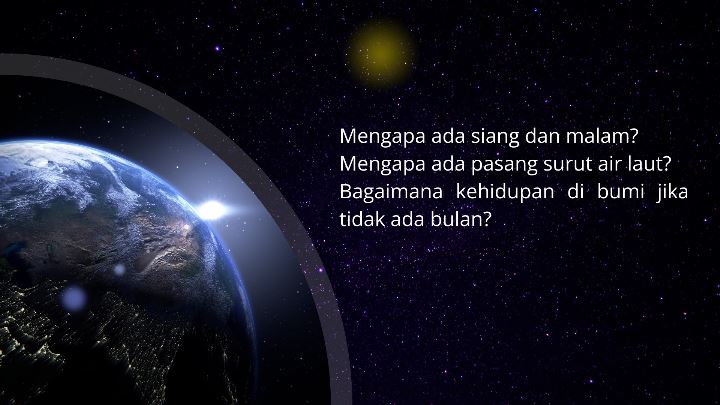 Mengapa ada siang dan malam?
Mengapa ada pasang surut air laut?
Bagaimana kehidupan di bumi jika
tidak ada bulan?